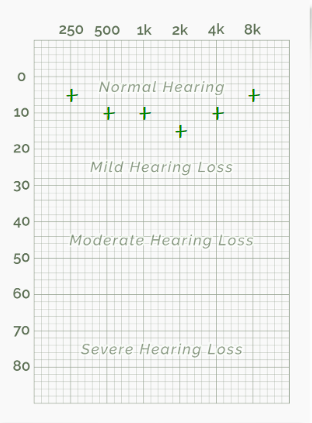 250 500 1k 2k 4k 8k
0
Normal Hearing
10
20
Mild Hearing Loss
30
40
Moderate Hearing Loss
50
60
70
Severe Hearing Loss
80